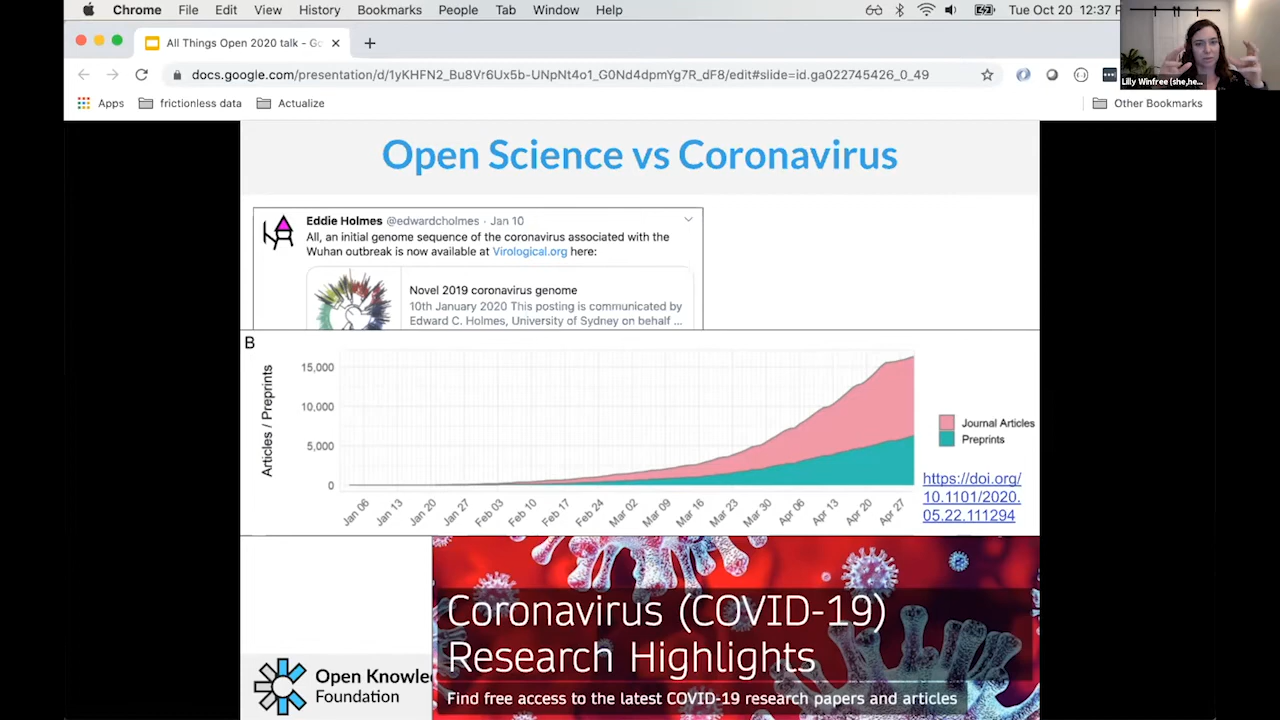 Chrome File Edit View History Bookmarks People Tab Window Help
Tue Oct 20 12:37
All Things Open 2020 talk - Go
docs.google.com/presentation/d/1yKHFN2_Bu8Vr6Ux5b-UNpNt4o1_G0Nd4dpmYg7R_dF8/edit#slide=id.ga022745426_0_49
Lilly Winfree (she,he...
Apps frictionless data Actualize Other Bookmarks
Open Science vs Coronavirus
Eddie Holmes @edwardcholmes · Jan 10
All, an initial genome sequence of the coronavirus associated with the
Wuhan outbreak is now available at Virological.org here:
Novel 2019 coronavirus genome
10th January 2020 This posting is communicated by
Edward C. Holmes, University of Sydney on behalf ...
B
Articles / Preprints
15,000
10,000
5,000
0
Jan 06 Jan 13 Jan 20 Jan 27 Feb 03 Feb 10 Feb 17 Feb 24 Mar 02 Mar 09 Mar 16 Mar 23 Mar 30 Apr 06 Apr 13 Apr 20 Apr 27
Journal Articles
Preprints
https://doi.org/
10.1101/2020.
05.22.111294
Coronavirus (COVID-19)
Research Highlights
Find free access to the latest COVID-19 research papers and articles
Open Knowle
Foundation